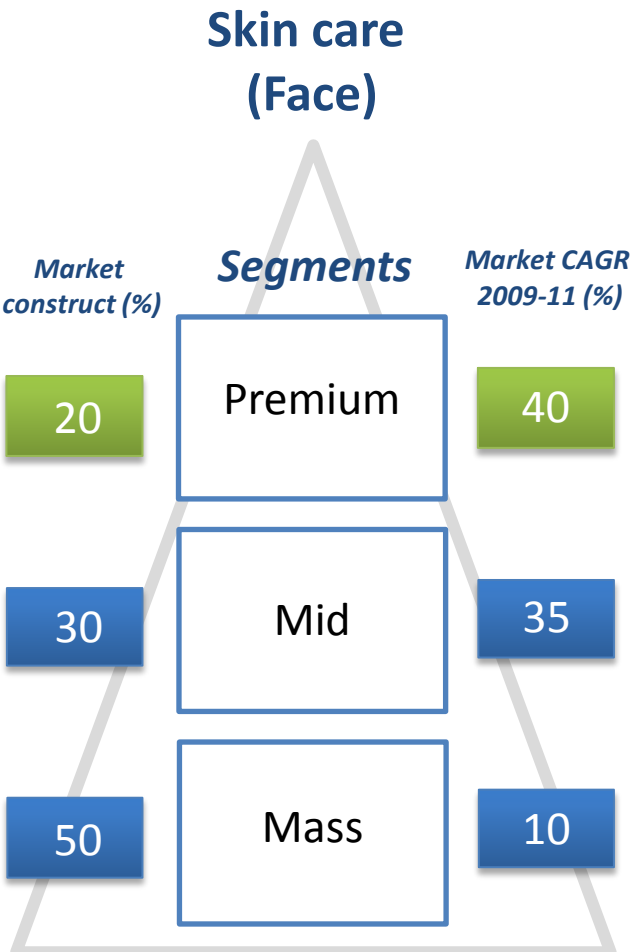 Skin care
(Face)
Market
construct (%)
Segments
Market CAGR
2009-11 (%)
20
Premium
40
30
Mid
35
50
Mass
10